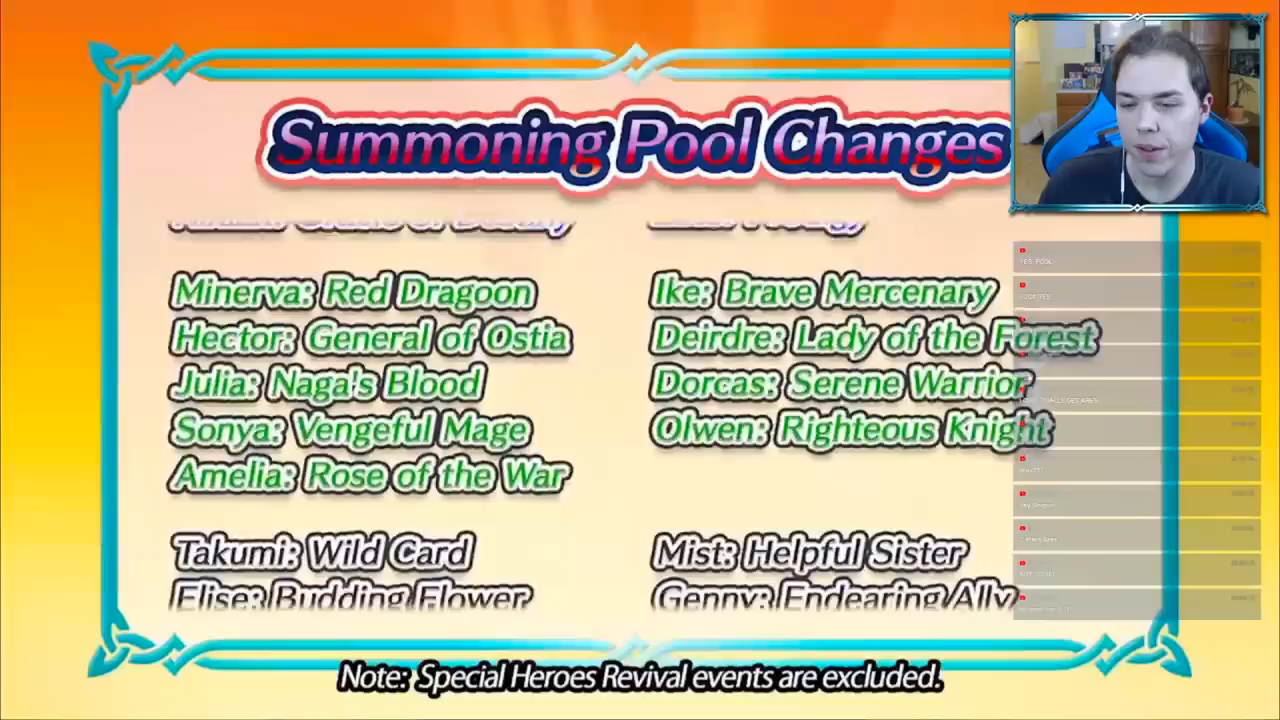 Summoning Pool Changes
Minerva: Red Dragoon
Ike: Brave Mercenary
Hector: General of Ostia
Deirdre: Lady of the Forest
Julia: Naga's Blood
Dorcas: Serene Warrior
Sonya: Vengeful Mage
Olwen: Righteous Knight
Amelia: Rose of the War
Takumi: Wild Card
Mist: Helpful Sister
Elise: Budding Flower
Genny: Endearing Ally
Note: Special Heroes Revival events are excluded.